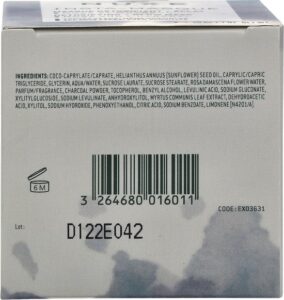 NUXE
INGREDIENTS: COCO-CAPRYLATE/CAPRATE, HELIANTHUS ANNUUS (SUNFLOWER) SEED OIL, CAPRYLIC/CAPRIC
TRIGLYCERIDE, GLYCERIN, AQUA/WATER, SUCROSE LAURATE, SUCROSE STEARATE, ROSA DAMASCENA FLOWER WATER,
PARFUM/FRAGRANCE, CHARCOAL POWDER, TOCOPHEROL, BENZYL ALCOHOL, LEVULINIC ACID, SODIUM GLUCONATE,
XYLITYLGLUCOSIDE, SODIUM LEVULINATE, ANHYDROXYLITOL, MYRTUS COMMUNIS LEAF EXTRACT, DEHYDROACETIC
ACID, XYLITOL, SODIUM HYDROXIDE, PHENOXYETHANOL, CITRIC ACID, SODIUM BENZOATE, LIMONENE [N4201/A]
6M
3 264680 016011
CODE: EX03631
Lot:
D122E042